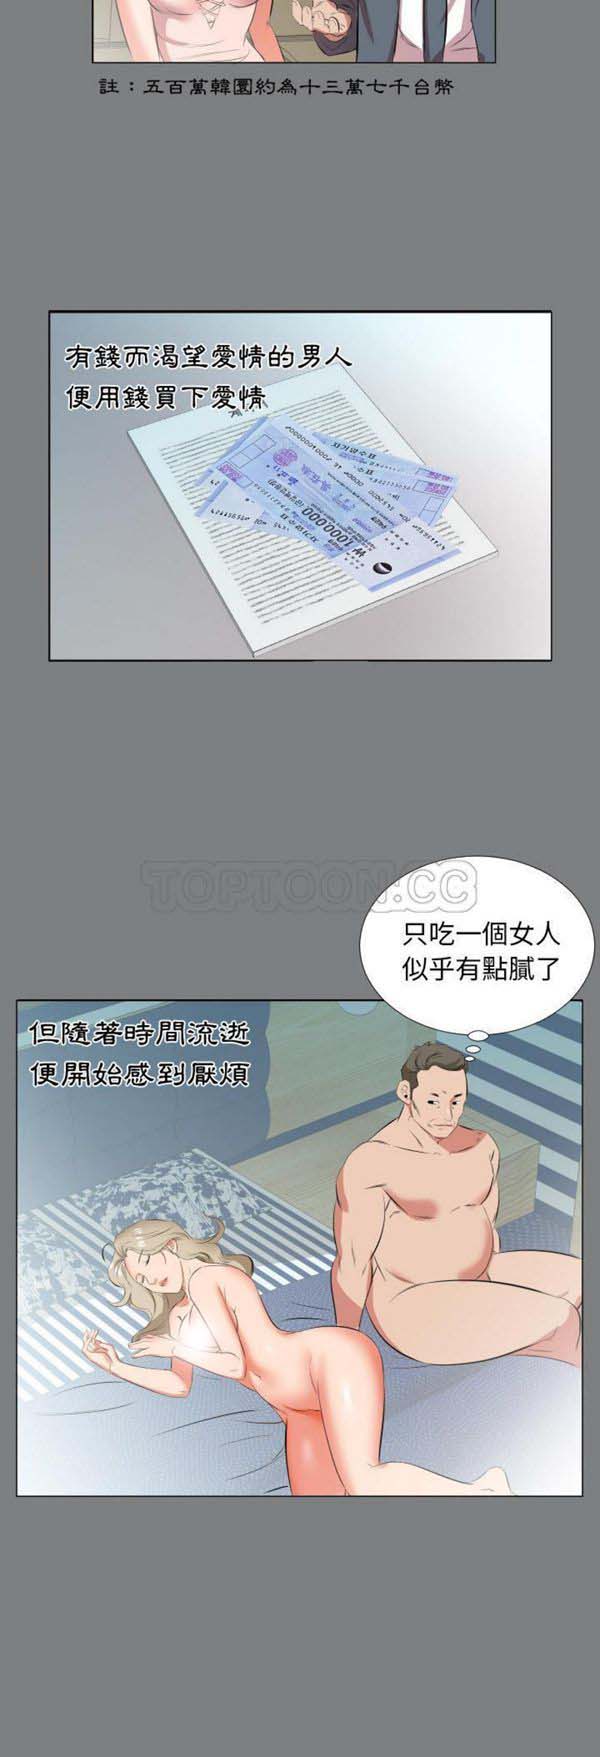 註：五百萬韓圜約為十三萬七千台幣
有錢而渴望愛情的男人
便用錢買下愛情
₩1000000
TOPTOON.CC
只吃一個女人
似乎有點膩了
但隨著時間流逝
便開始感到厭煩